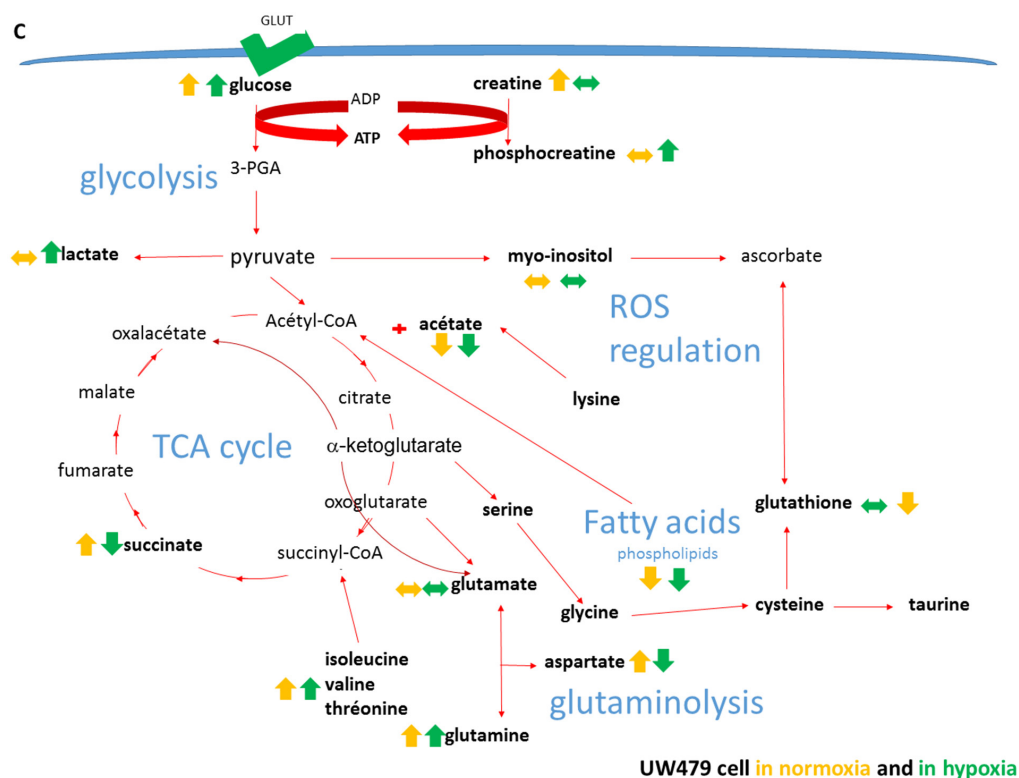 C
GLUT
glucose
creatine
ADP
ATP
phosphocreatine
glycolysis
3-PGA
lactate
pyruvate
myo-inositol
ascorbate
ROS
regulation
Acétyl-CoA
+ acétate
oxalacétate
malate
citrate
lysine
TCA cycle
α-ketoglutarate
fumarate
oxoglutarate
serine
Fatty acids
phospholipids
glutathione
succinate
succinyl-CoA
glutamate
glycine
cysteine
taurine
isoleucine
valine
thréonine
aspartate
glutaminolysis
glutamine
UW479 cell in normoxia and in hypoxia